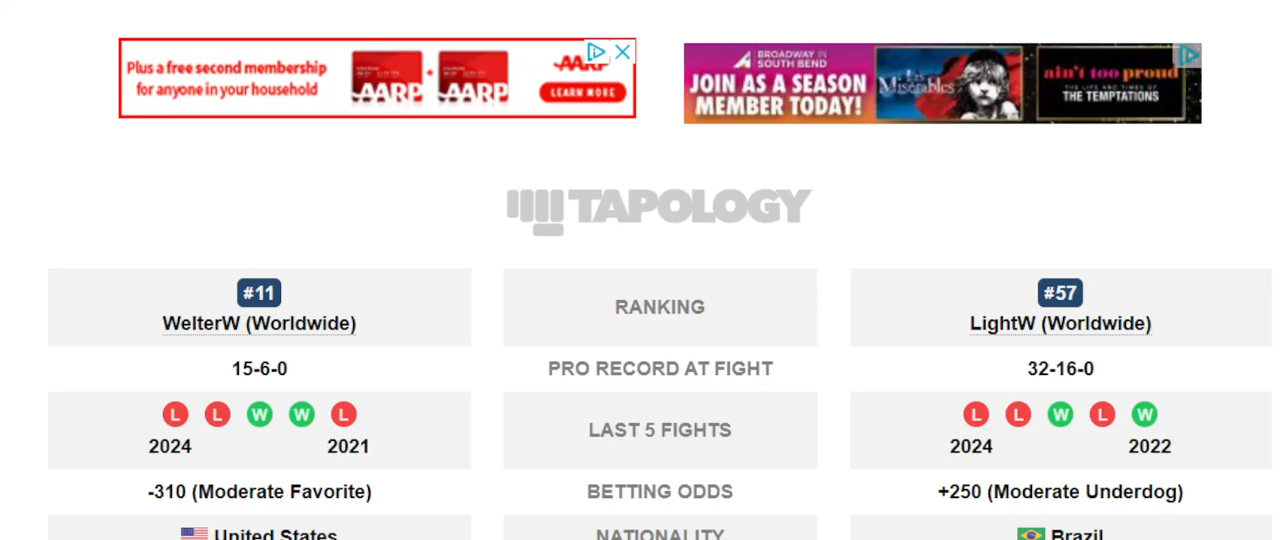 Plus a free second membership
for anyone in your household
AARP + AARP
AARP
LEARN MORE
BROADWAY IN
SOUTH BEND
JOIN AS A SEASON
MEMBER TODAY!
Les
Misérables
ain't too proud
THE LIFE AND TIMES OF
THE TEMPTATIONS
TAPOLOGY
#11
WelterW (Worldwide)
RANKING
#57
LightW (Worldwide)
15-6-0
PRO RECORD AT FIGHT
32-16-0
L L W W L
2024 2021
LAST 5 FIGHTS
L L W L W
2024 2022
-310 (Moderate Favorite)
BETTING ODDS
+250 (Moderate Underdog)
United States
NATIONALITY
Brazil